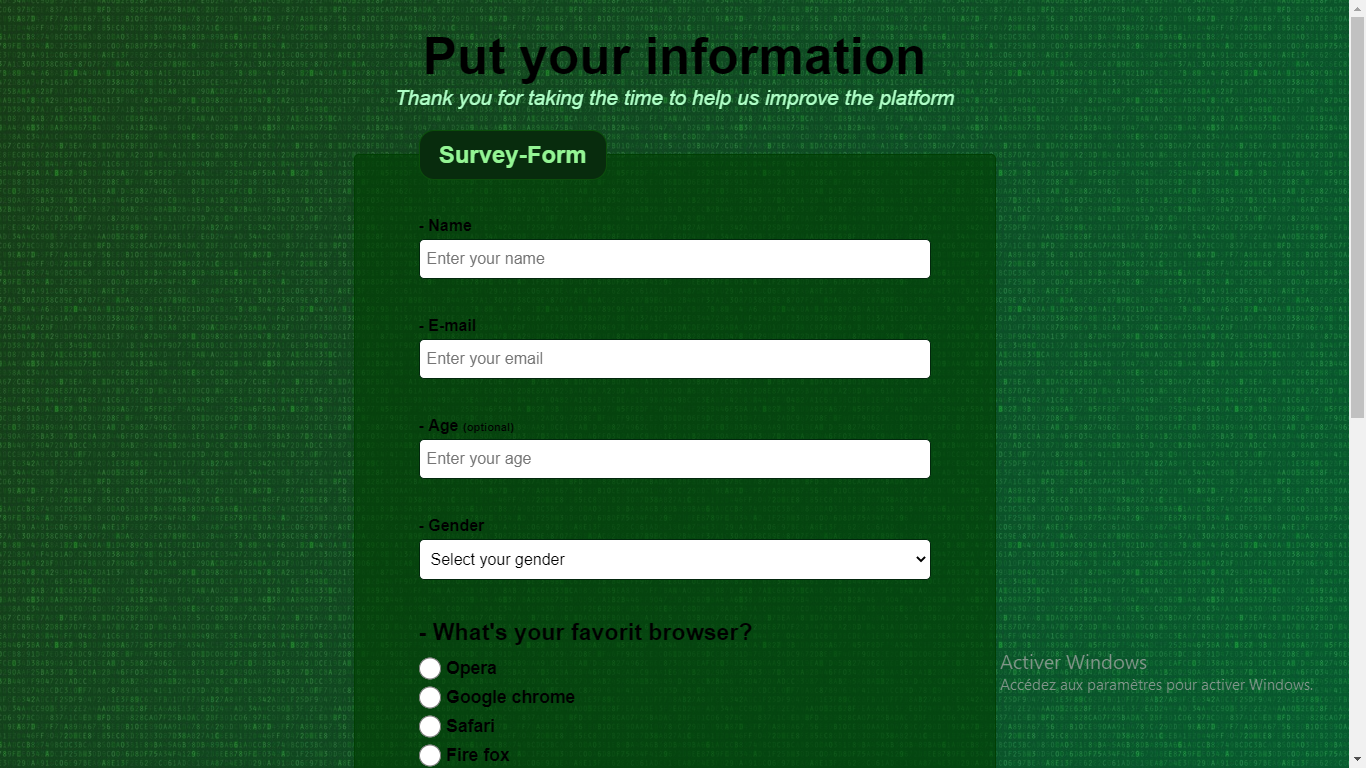 Put your information
Thank you for taking the time to help us improve the platform
Survey-Form
- Name
Enter your name
- E-mail
Enter your email
- Age (optional)
Enter your age
- Gender
Select your gender
- What's your favorit browser?
Opera
Google chrome
Safari
Fire fox
Activer Windows
Accédez aux paramètres pour activer Windows.